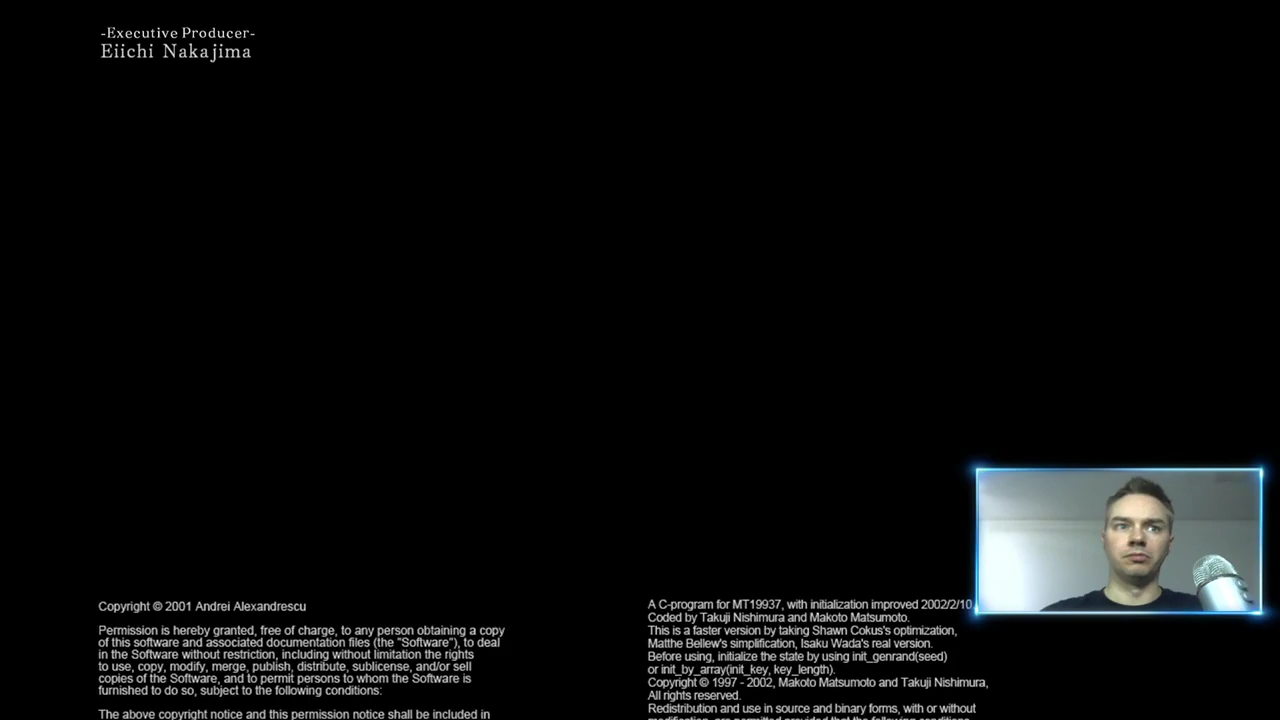 -Executive Producer-
Eiichi Nakajima
Copyright © 2001 Andrei Alexandrescu
Permission is hereby granted, free of charge, to any person obtaining a copy
of this software and associated documentation files (the "Software"), to deal
in the Software without restriction, including without limitation the rights
to use, copy, modify, merge, publish, distribute, sublicense, and/or sell
copies of the Software, and to permit persons to whom the Software is
furnished to do so, subject to the following conditions:
The above copyright notice and this permission notice shall be included in
A C-program for MT19937, with initialization improved 2002/2/10
Coded by Takuji Nishimura and Makoto Matsumoto.
This is a faster version by taking Shawn Cokus's optimization,
Matthe Bellew's simplification, Isaku Wada's real version.
Before using, initialize the state by using init_genrand(seed)
or init_by_array(init_key, key_length).
Copyright © 1997 - 2002, Makoto Matsumoto and Takuji Nishimura,
All rights reserved.
Redistribution and use in source and binary forms, with or without
modification, are permitted provided that the following conditions